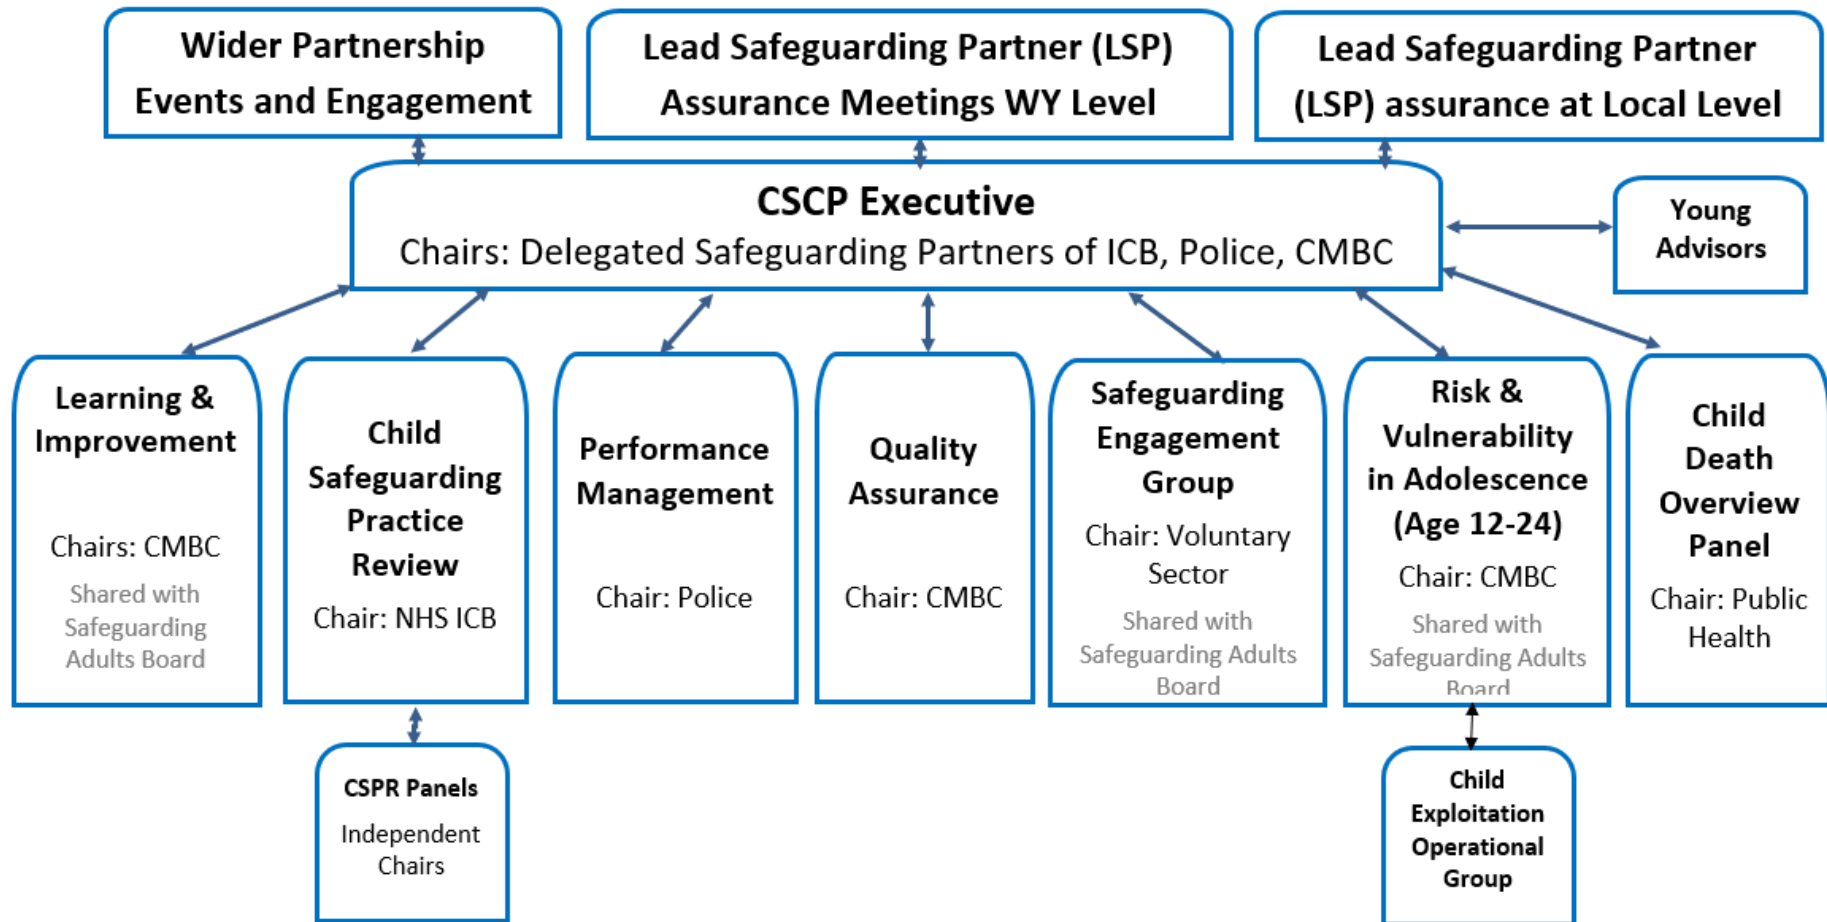 Wider Partnership
Events and Engagement
Lead Safeguarding Partner (LSP)
Assurance Meetings WY Level
Lead Safeguarding Partner
(LSP) assurance at Local Level
CSCP Executive
Chairs: Delegated Safeguarding Partners of ICB, Police, CMBC
Young
Advisors
Learning &
Improvement
Chairs: CMBC
Shared with
Safeguarding
Adults Board
Child
Safeguarding
Practice
Review
Chair: NHS ICB
Performance
Management
Chair: Police
Quality
Assurance
Chair: CMBC
Safeguarding
Engagement
Group
Chair: Voluntary
Sector
Shared with
Safeguarding Adults
Board
Risk &
Vulnerability
in Adolescence
(Age 12-24)
Chair: CMBC
Shared with
Safeguarding Adults
Board
Child
Death
Overview
Panel
Chair: Public
Health
CSPR Panels
Independent
Chairs
Child
Exploitation
Operational
Group